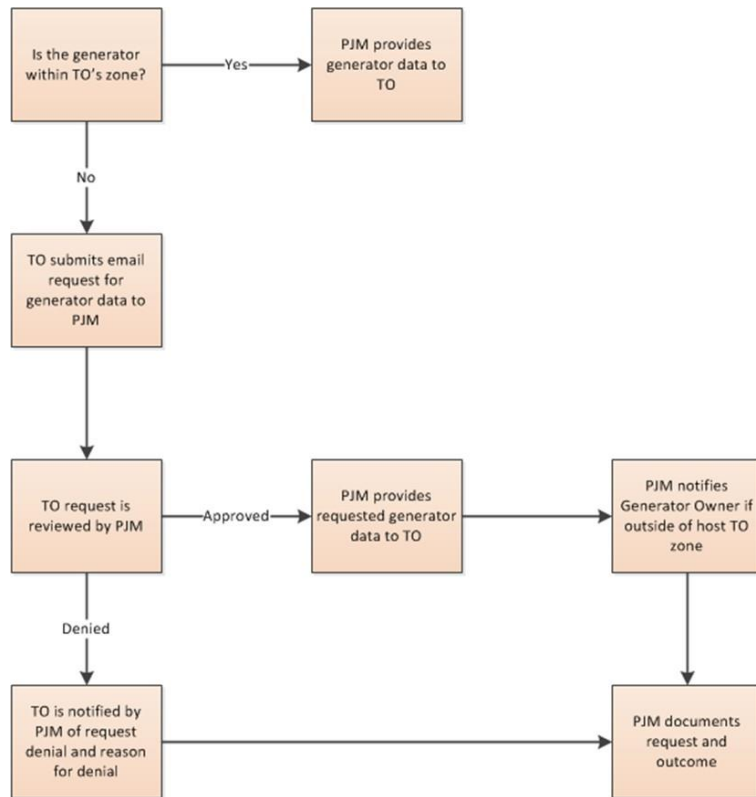 Is the generator
within TO's zone?
Yes
PJM provides
generator data to
TO
No
TO submits email
request for
generator data to
PJM
TO request is
reviewed by PJM
Approved
PJM provides
requested generator
data to TO
PJM notifies
Generator Owner if
outside of host TO
zone
Denied
TO is notified by
PJM of request
denial and reason
for denial
PJM documents
request and
outcome